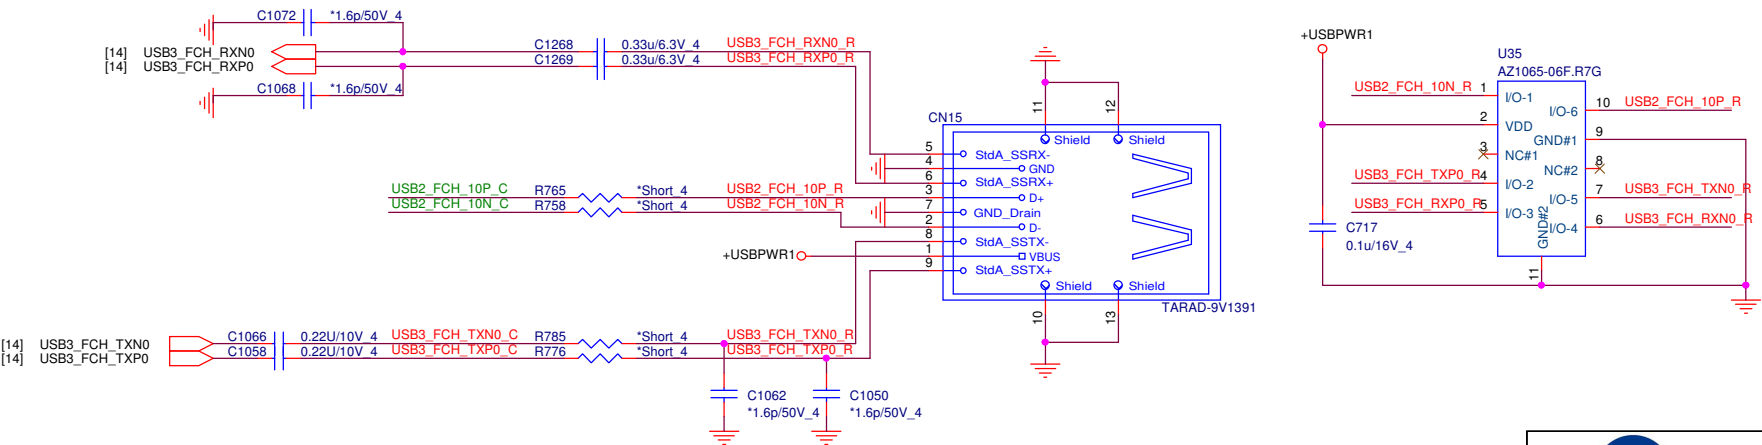 C1072 *1.6p/50V_4
[14] USB3_FCH_RXN0
[14] USB3_FCH_RXP0
C1068 *1.6p/50V_4
C1268 0.33u/6.3V_4 USB3_FCH_RXN0_R
C1269 0.33u/6.3V_4 USB3_FCH_RXP0_R
USB2_FCH_10P_C R765 *Short_4 USB2_FCH_10P_R
USB2_FCH_10N_C R758 *Short_4 USB2_FCH_10N_R
+USBPWR1
[14] USB3_FCH_TXN0
[14] USB3_FCH_TXP0
C1066 0.22U/10V_4 USB3_FCH_TXN0_C R785 *Short_4 USB3_FCH_TXN0_R
C1058 0.22U/10V_4 USB3_FCH_TXP0_C R776 *Short_4 USB3_FCH_TXP0_R
C1062
*1.6p/50V_4
C1050
*1.6p/50V_4
CN15
11 12
Shield Shield
5 StdA_SSRX-
4 GND
6 StdA_SSRX+
3 D+
7 GND_Drain
2 D-
8 StdA_SSTX-
1 VBUS
9 StdA_SSTX+
Shield Shield
10 13
TARAD-9V1391
+USBPWR1
C717
0.1u/16V_4
U35
AZ1065-06F.R7G
USB2_FCH_10N_R 1 I/O-1
2 VDD
3 NC#1
USB3_FCH_TXP0_R 4 I/O-2
USB3_FCH_RXP0_R 5 I/O-3
I/O-6 10 USB2_FCH_10P_R
GND#1 9
NC#2 8
I/O-5 7 USB3_FCH_TXN0_R
I/O-4 6 USB3_FCH_RXN0_R
GND#2
11